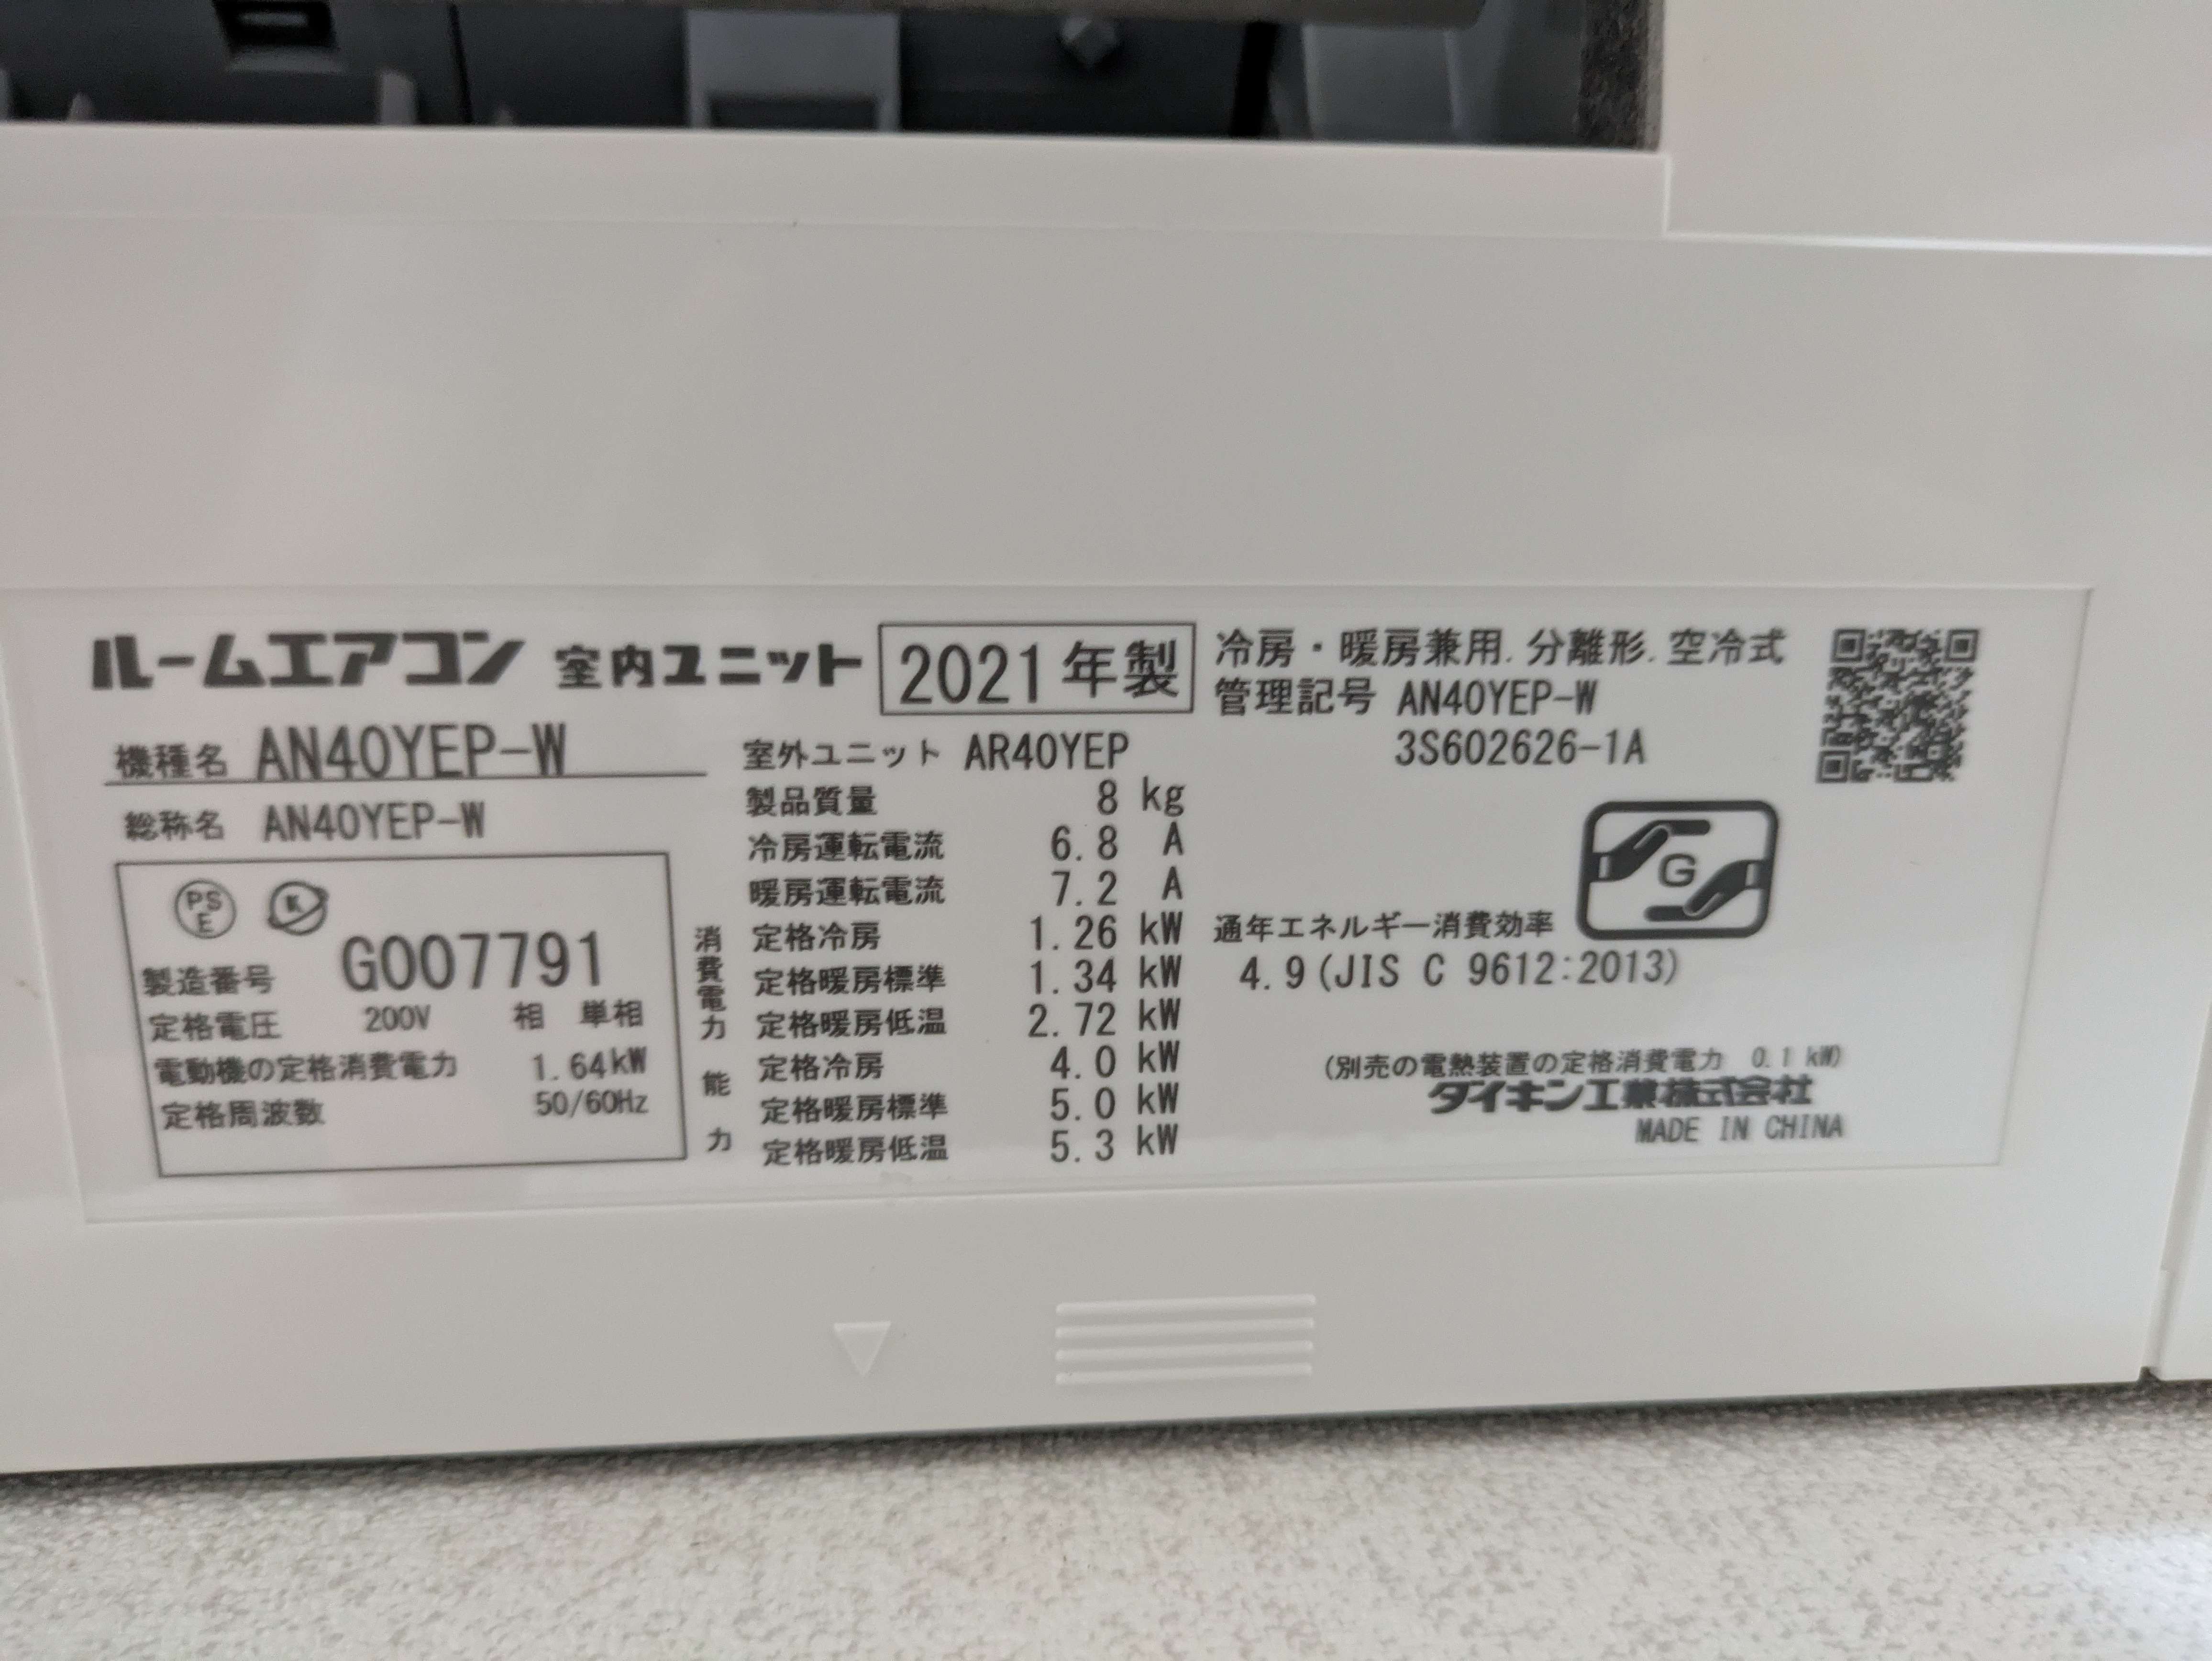 ルームエアコン 室内ユニット 2021年製
機種名 AN40YEP-W
総称名 AN40YEP-W
PS
E
製造番号 G007791
定格電圧 200V 相 単相
電動機の定格消費電力 1.64kW
定格周波数 50/60Hz
室外ユニット AR40YEP
製品質量 8 kg
冷房運転電流 6.8 A
暖房運転電流 7.2 A
消費電力
定格冷房 1.26 kW
定格暖房標準 1.34 kW
定格暖房低温 2.72 kW
能力
定格冷房 4.0 kW
定格暖房標準 5.0 kW
定格暖房低温 5.3 kW
冷房・暖房兼用.分離形.空冷式
管理記号 AN40YEP-W
3S602626-1A
G
通年エネルギー消費効率
4.9(JIS C 9612:2013)
(別売の電熱装置の定格消費電力 0.1 kW)
ダイキン工業株式会社
MADE IN CHINA